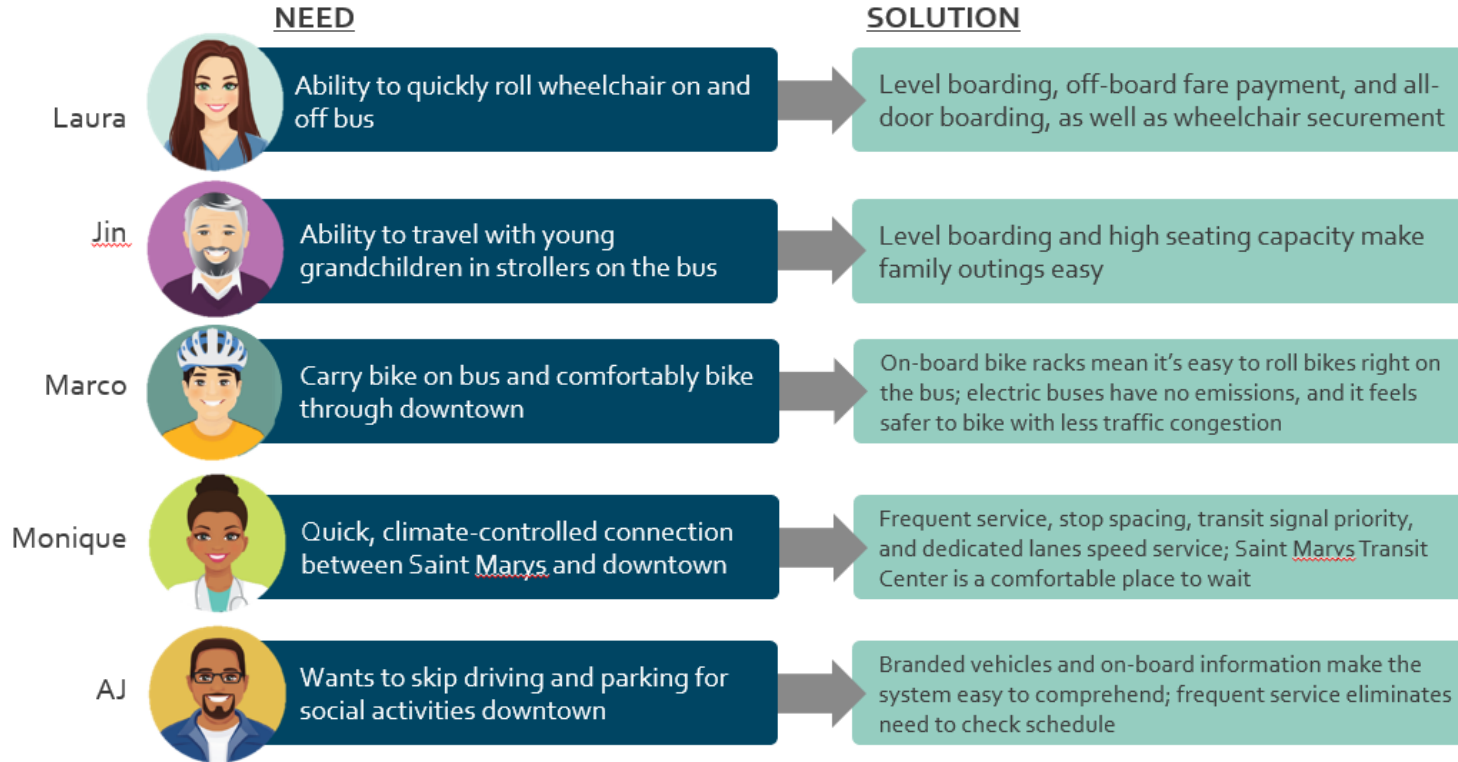 NEED
SOLUTION
Laura
Ability to quickly roll wheelchair on and
off bus
Level boarding, off-board fare payment, and all-
door boarding, as well as wheelchair securement
Jin
Ability to travel with young
grandchildren in strollers on the bus
Level boarding and high seating capacity make
family outings easy
Marco
Carry bike on bus and comfortably bike
through downtown
On-board bike racks mean it’s easy to roll bikes right on
the bus; electric buses have no emissions, and it feels
safer to bike with less traffic congestion
Monique
Quick, climate-controlled connection
between Saint Marys and downtown
Frequent service, stop spacing, transit signal priority,
and dedicated lanes speed service; Saint Marys Transit
Center is a comfortable place to wait
AJ
Wants to skip driving and parking for
social activities downtown
Branded vehicles and on-board information make the
system easy to comprehend; frequent service eliminates
need to check schedule